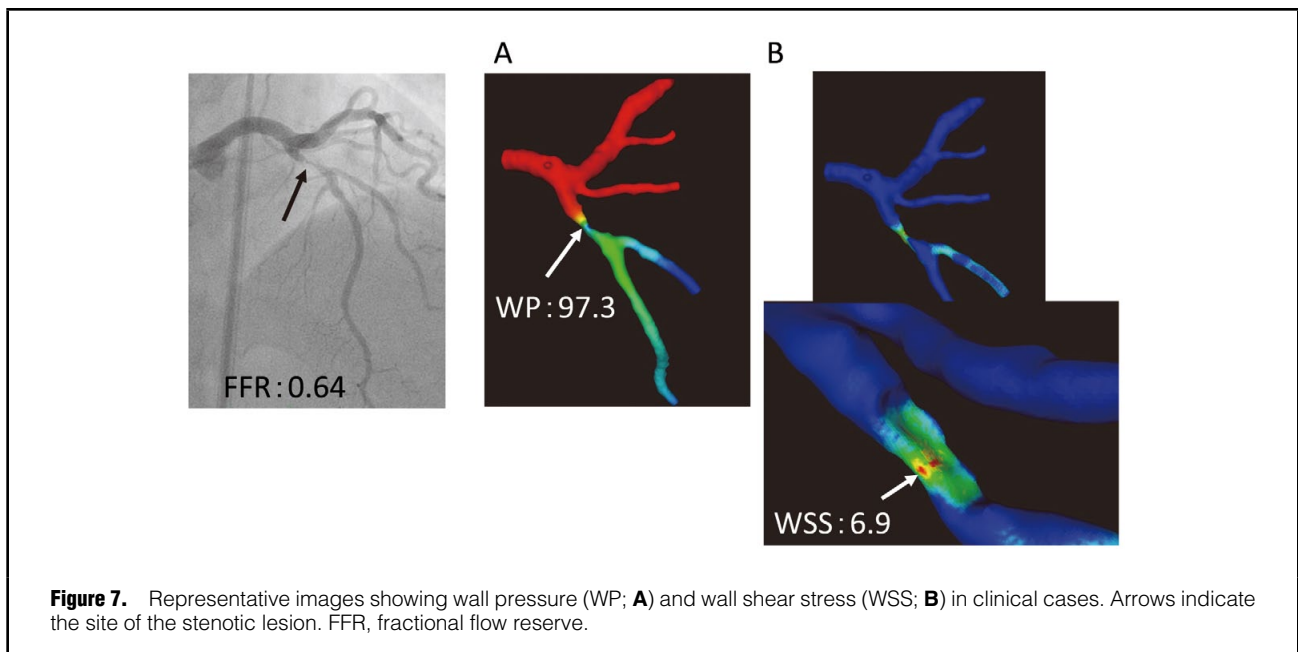 A
B
FFR : 0.64
WP : 97.3
WSS : 6.9
Figure 7. Representative images showing wall pressure (WP; A) and wall shear stress (WSS; B) in clinical cases. Arrows indicate
the site of the stenotic lesion. FFR, fractional flow reserve.